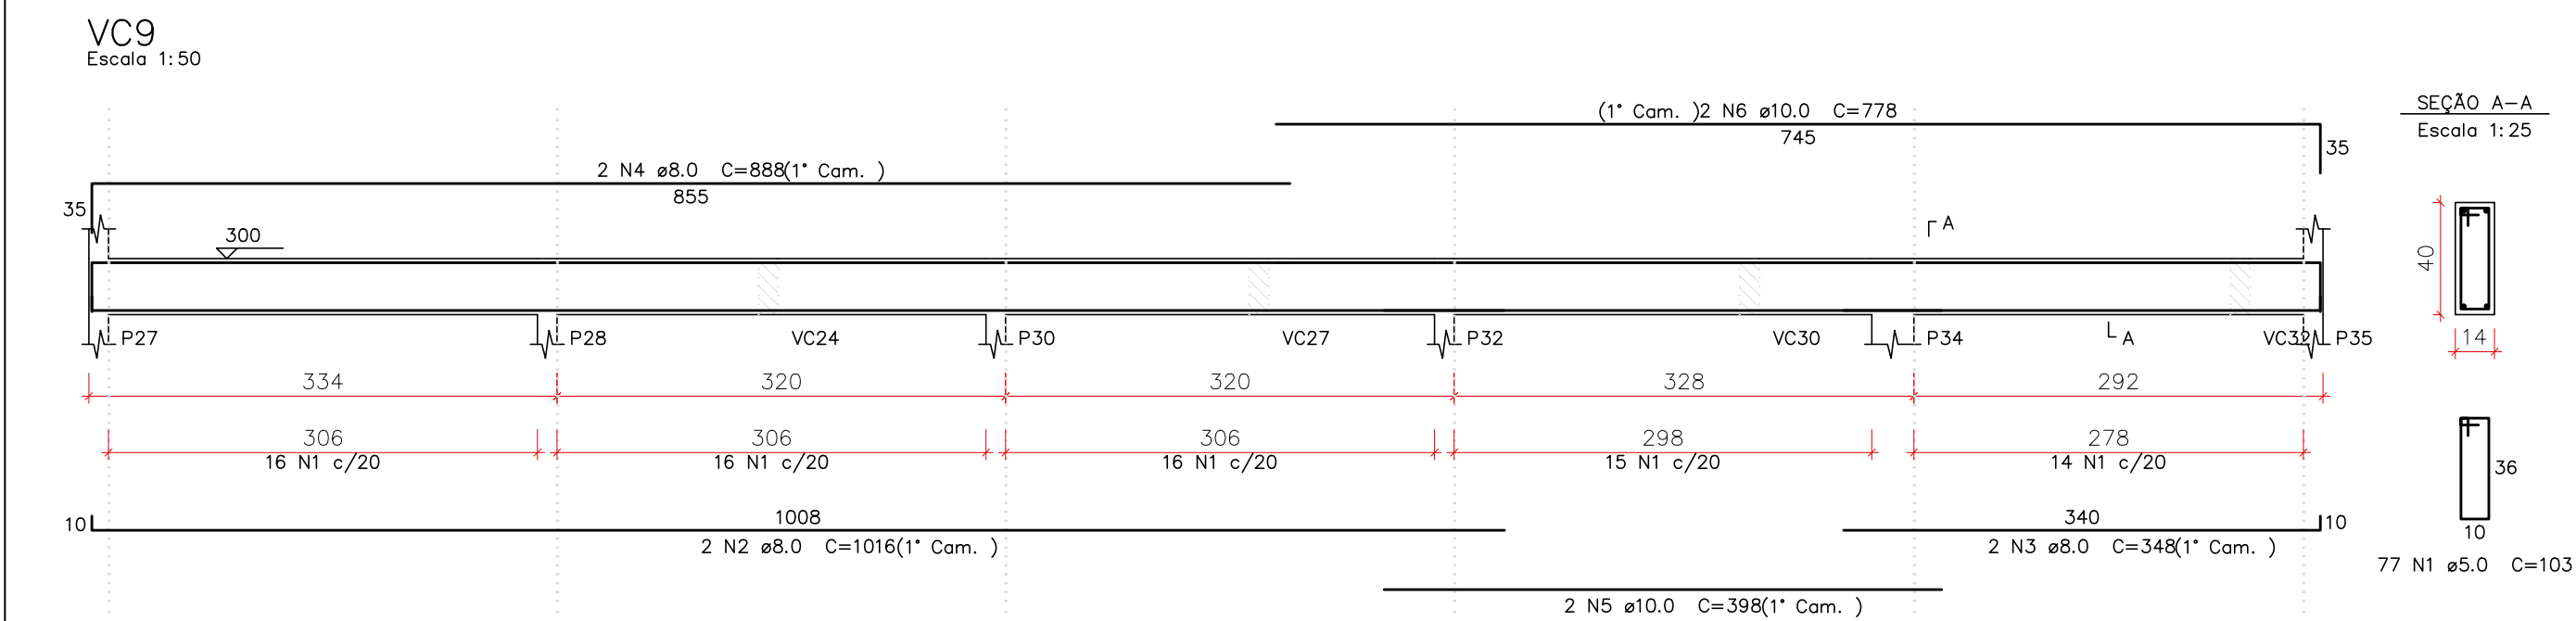 VC9
Escala 1:50
(1° Cam. )2 N6 ø10.0 C=778
745
35
SEÇÃO A-A
Escala 1:25
2 N4 ø8.0 C=888(1° Cam. )
855
35
300
A
40
14
P27
P28
VC24
P30
VC27
P32
VC30
P34
A
VC32
P35
334
320
320
328
292
306
306
306
298
278
16 N1 c/20
16 N1 c/20
16 N1 c/20
15 N1 c/20
14 N1 c/20
36
10
77 N1 ø5.0 C=103
10
1008
2 N2 ø8.0 C=1016(1° Cam. )
340
10
2 N3 ø8.0 C=348(1° Cam. )
2 N5 ø10.0 C=398(1° Cam. )